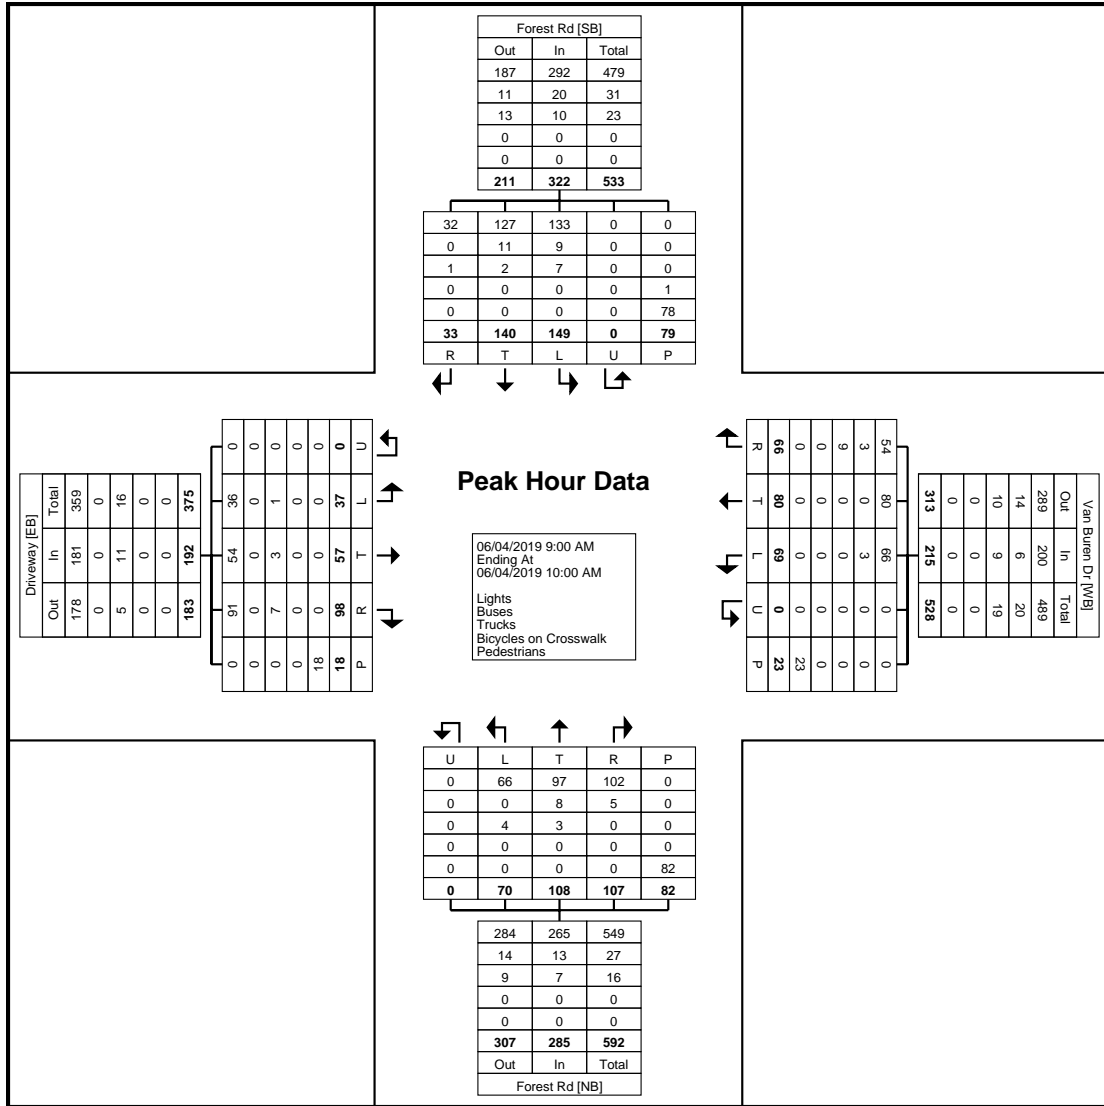 Forest Rd [SB]
Out In Total
187 292 479
11 20 31
13 10 23
0 0 0
0 0 0
211 322 533
32 127 133 0 0
0 11 9 0 0
1 2 7 0 0
0 0 0 0 1
0 0 0 0 78
33 140 149 0 79
R T L U P
Driveway [EB]
Total In Out
359 181 178
0 0 0
16 11 5
0 0 0
0 0 0
375 192 183
0 36 54 91 0
0 0 0 0 0
0 1 3 7 0
0 0 0 0 0
0 0 0 0 18
0 37 57 98 18
U L T R P
Peak Hour Data
06/04/2019 9:00 AM
Ending At
06/04/2019 10:00 AM
Lights
Buses
Trucks
Bicycles on Crosswalk
Pedestrians
Van Buren Dr [WB]
Out In Total
289 200 489
14 6 20
10 9 19
0 0 0
0 0 0
313 215 528
54 80 66 0 0
3 0 3 0 0
9 0 0 0 0
0 0 0 0 0
0 0 0 0 23
66 80 69 0 23
R T L U P
U L T R P
0 66 97 102 0
0 0 8 5 0
0 4 3 0 0
0 0 0 0 0
0 0 0 0 82
0 70 108 107 82
284 265 549
14 13 27
9 7 16
0 0 0
0 0 0
307 285 592
Out In Total
Forest Rd [NB]